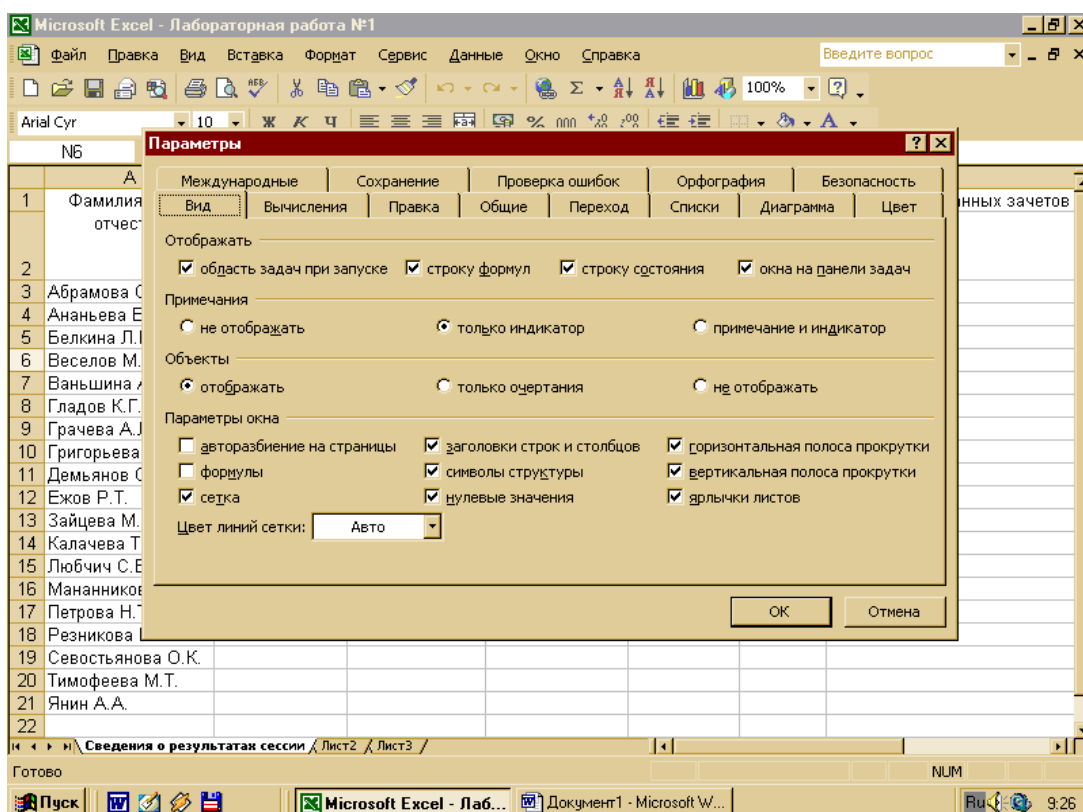 Microsoft Excel - Лабораторная работа №1
Файл Правка Вид Вставка Формат Сервис Данные Окно Справка Введите вопрос
100%
Arial Cyr 10 Ж К Ч
N6
Параметры
Международные Сохранение Проверка ошибок Орфография Безопасность
Вид Вычисления Правка Общие Переход Списки Диаграмма Цвет
Отображать
область задач при запуске строку формул строку состояния окна на панели задач
Примечания
не отображать только индикатор примечание и индикатор
Объекты
отображать только очертания не отображать
Параметры окна
авторазбиение на страницы заголовки строк и столбцов горизонтальная полоса прокрутки
формулы символы структуры вертикальная полоса прокрутки
сетка нулевые значения ярлычки листов
Цвет линий сетки: Авто
ОК Отмена
A
1 Фамилия зачетов
2
3 Абрамова
4 Ананьева
5 Белкина
6 Веселов М.
7 Ваньшина
8 Гладов К.Г.
9 Грачева
10 Григорьева
11 Демьянов
12 Ежов Р.Т.
13 Зайцева М.
14 Калачева Т
15 Любчич
16 Мананников
17 Петрова Н.
18 Резникова
19 Севостьянова О.К.
20 Тимофеева М.Т.
21 Янин А.А.
22
Сведения о результатах сессии Лист2 Лист3
Готово NUM
Пуск Microsoft Excel - Лаб... Документ1 - Microsoft W... Ru 9:26